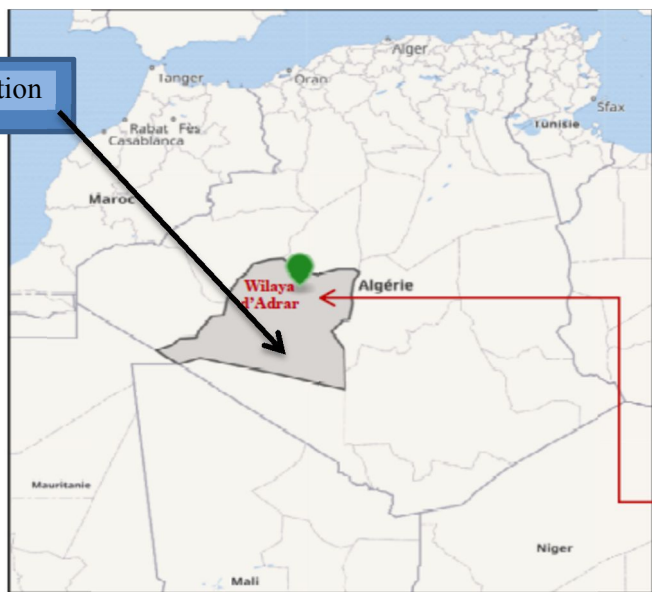 Alger
Tanger
Oran
tion
Sfax
Tunisie
Rabat Fès
Casablanca
Maroc
Wilaya
d'Adrar
Algérie
Mauritanie
Niger
Mali